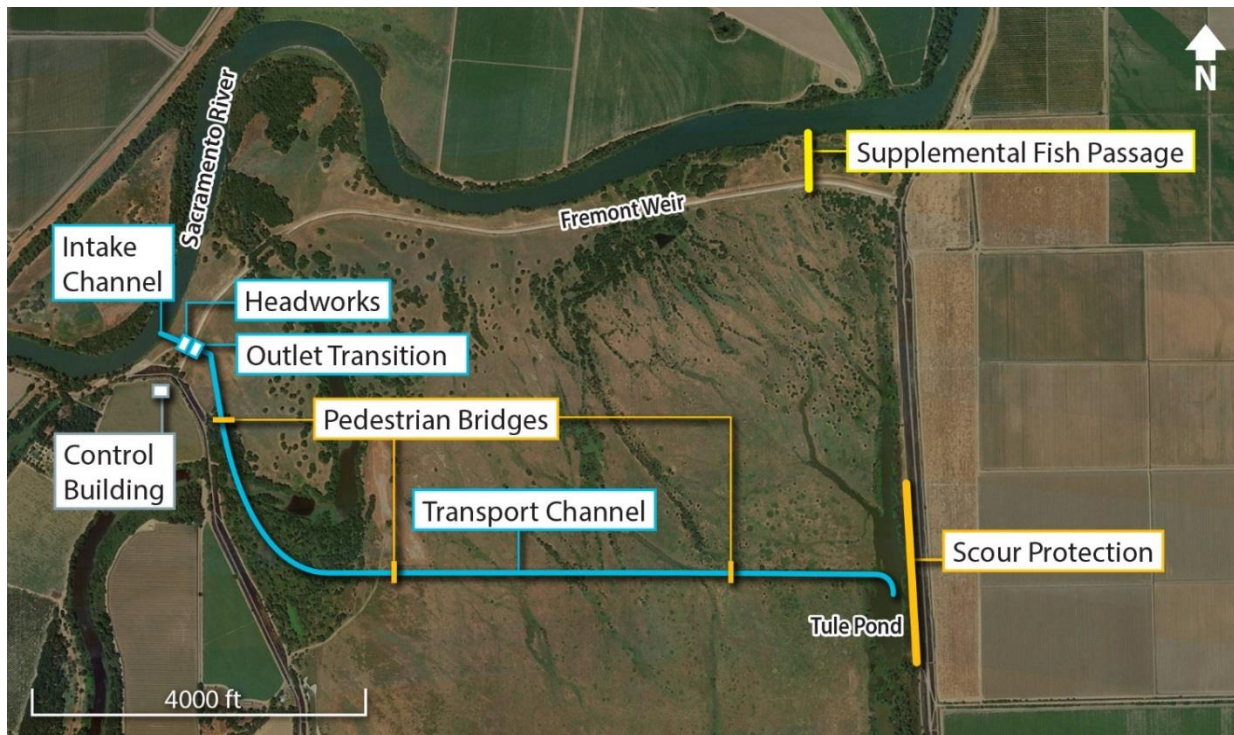 N
Sacramento River
Supplemental Fish Passage
Fremont Weir
Intake
Channel
Headworks
Outlet Transition
Pedestrian Bridges
Control
Building
Transport Channel
Scour Protection
Tule Pond
4000 ft